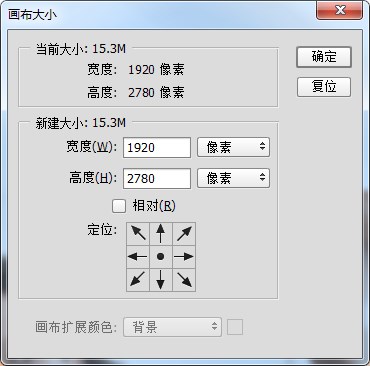 画布大小
当前大小: 15.3M
宽度: 1920 像素
高度: 2780 像素
确定
复位
新建大小: 15.3M
宽度(W): 1920 像素
高度(H): 2780 像素
相对(R)
定位:
画布扩展颜色: 背景